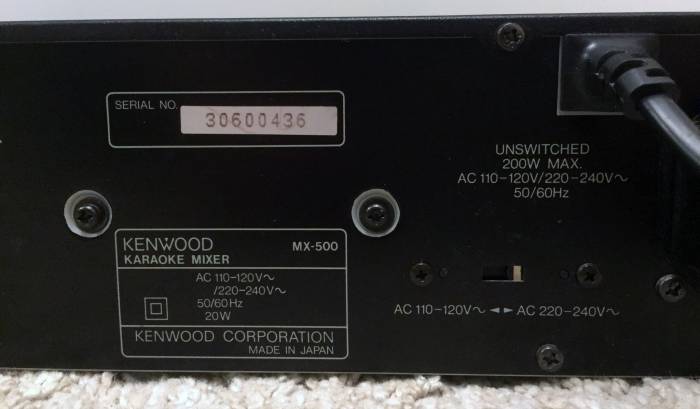 SERIAL NO.
30600436
UNSWITCHED
200W MAX.
AC 110-120V/220-240V~
50/60Hz
KENWOOD MX-500
KARAOKE MIXER
AC 110-120V~
/220-240V~
50/60Hz
20W
KENWOOD CORPORATION
MADE IN JAPAN
AC 110-120V~ ◄► AC 220-240V~